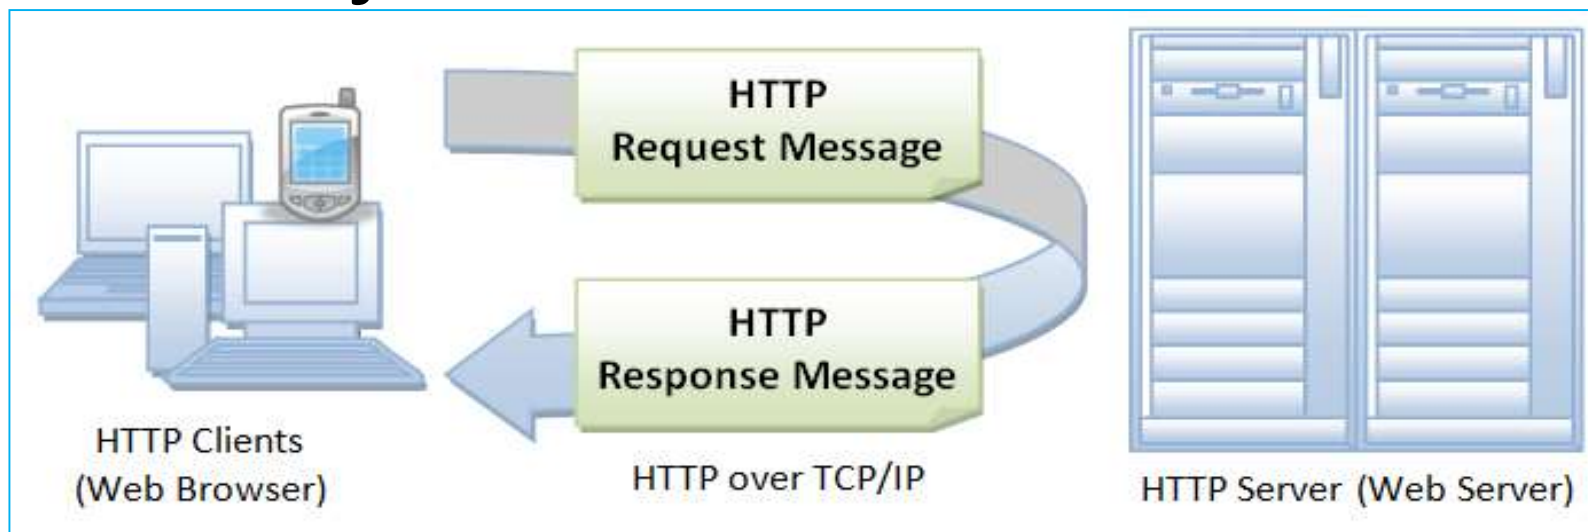 HTTP
Request Message
HTTP
Response Message
HTTP Clients
(Web Browser)
HTTP over TCP/IP
HTTP Server (Web Server)